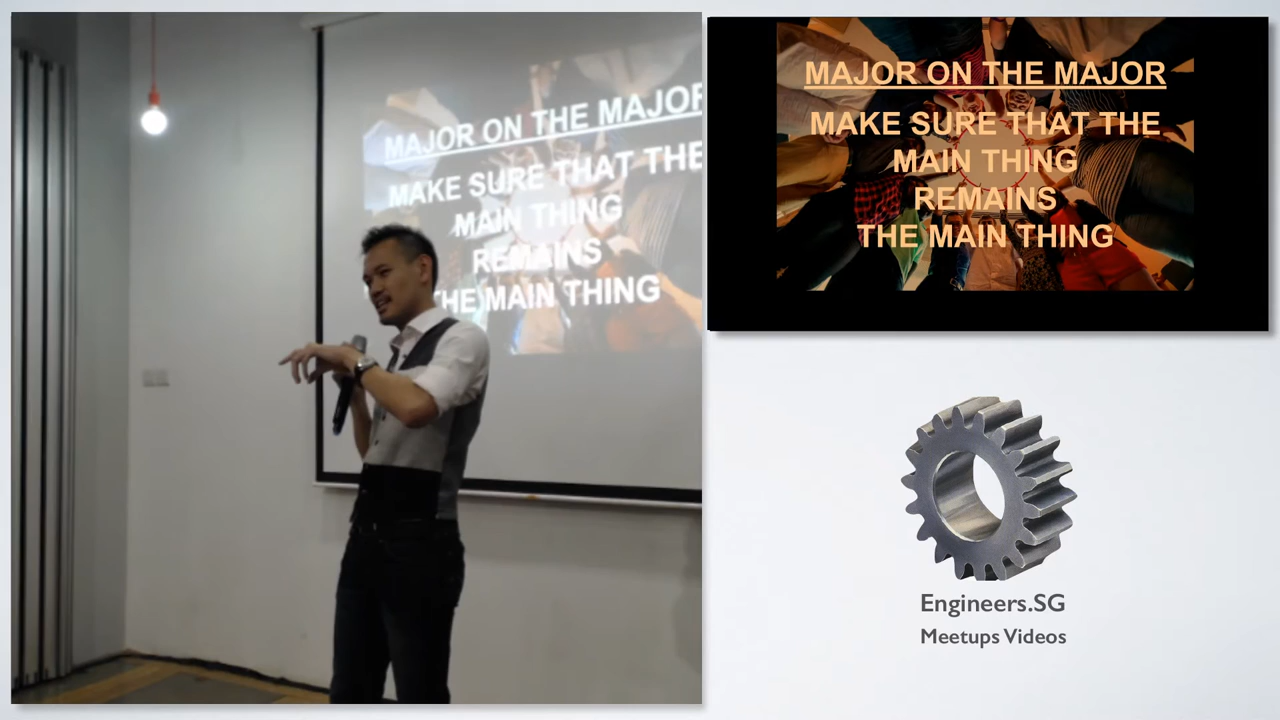 MAJOR ON THE MAJOR
MAKE SURE THAT THE
MAIN THING
REMAINS
THE MAIN THING
MAJOR ON THE MAJOR
MAKE SURE THAT THE
MAIN THING
REMAINS
THE MAIN THING
Engineers.SG
Meetups Videos